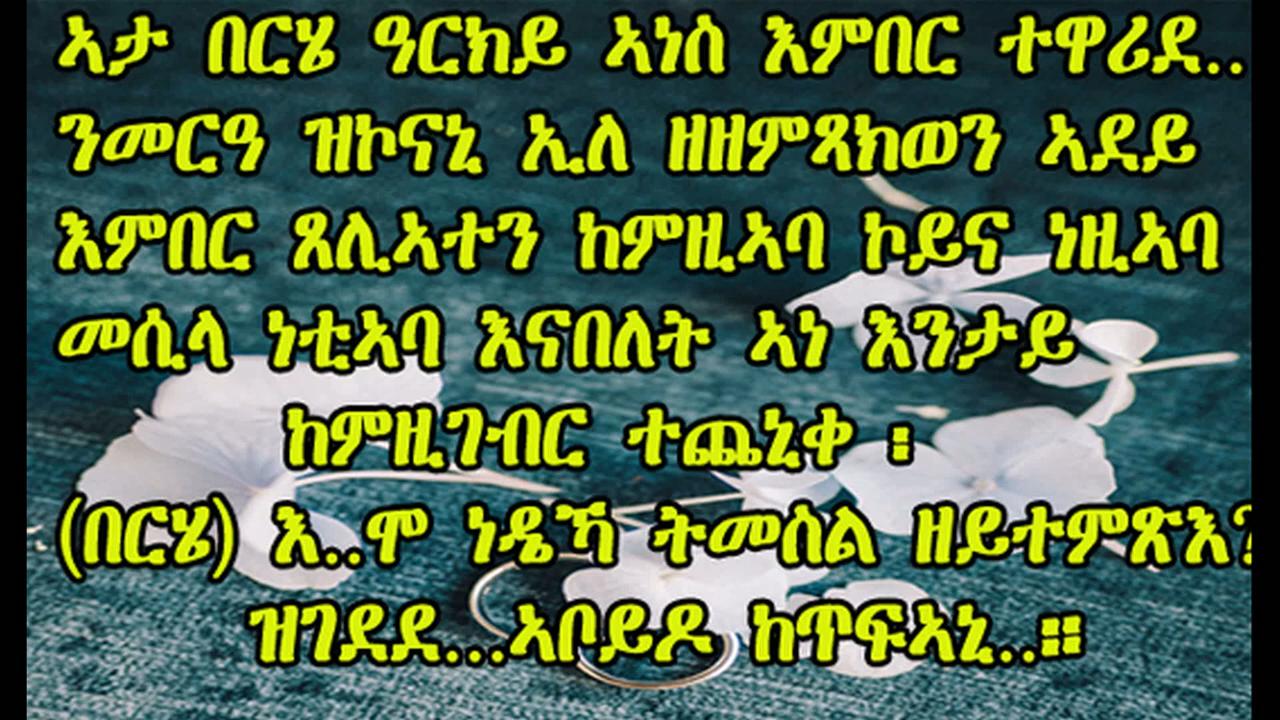 ኣታ በርሄ ዓርክይ ኣነስ እምበር ተዋሪደ..
ንመርዓ ዝኮናኒ ኢለ ዘዘምጻክወን ኣደይ
እምበር ጸሊኣተን ከምዚኣባ ኮይና ነዚኣባ
መሲላ ነቲኣባ እናበለት ኣነ እንታይ
ከምዚገብር ተጨኒቀ ፡
(በርሄ) እ..ሞ ነዴኻ ትመስል ዘይተምጽእ?
ዝገደደ...ኣቦይዶ ከጥፍኣኒ..።።